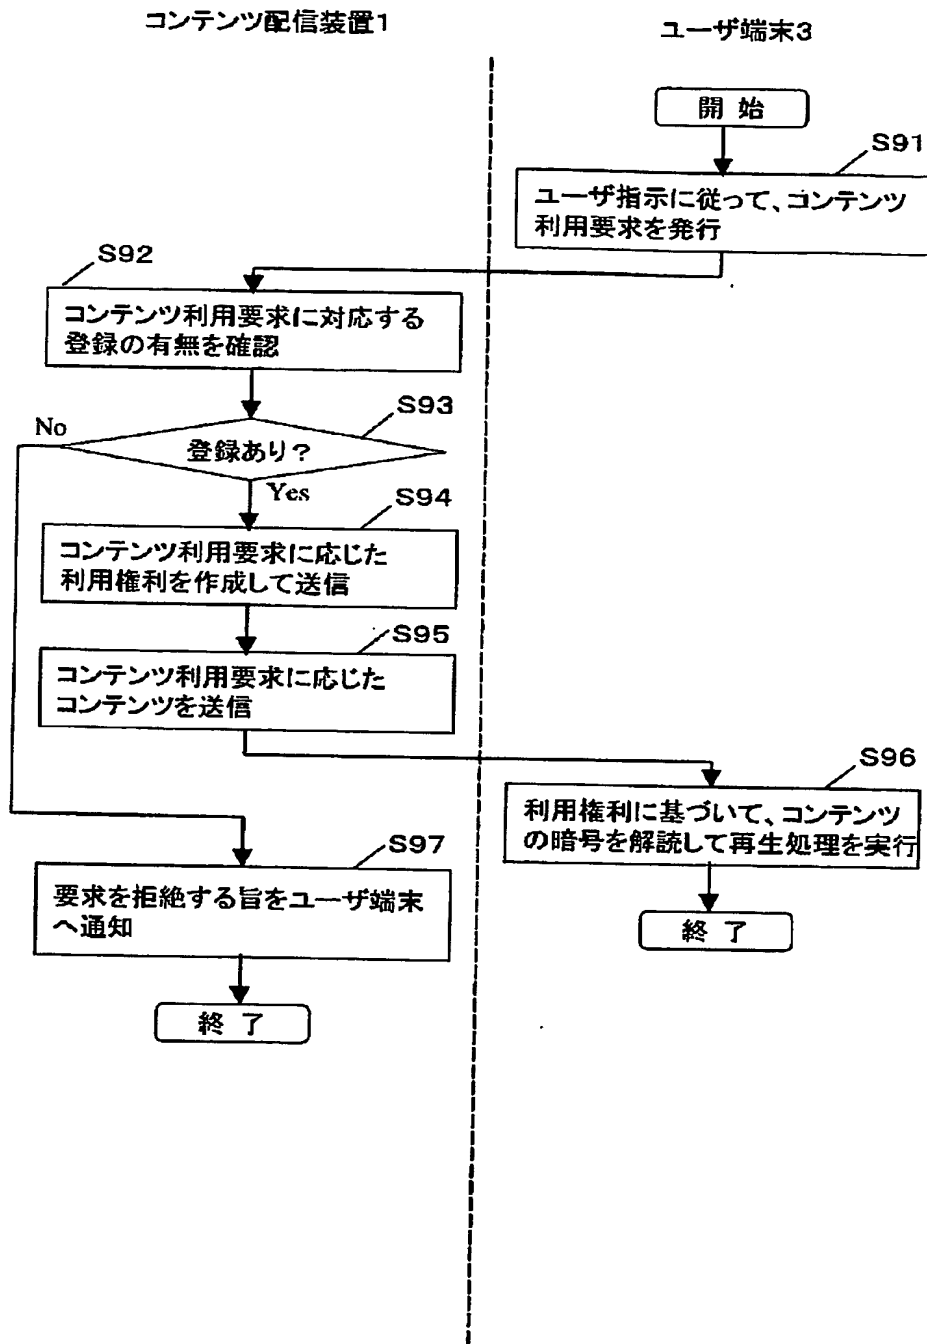 コンテンツ配信装置1
ユーザ端末3
開 始
S91
ユーザ指示に従って、コンテンツ
利用要求を発行
S92
コンテンツ利用要求に対応する
登録の有無を確認
S93
No
登録あり?
Yes
S94
コンテンツ利用要求に応じた
利用権利を作成して送信
S95
コンテンツ利用要求に応じた
コンテンツを送信
S96
利用権利に基づいて、コンテンツ
の暗号を解読して再生処理を実行
終 了
S97
要求を拒絶する旨をユーザ端末
へ通知
終 了